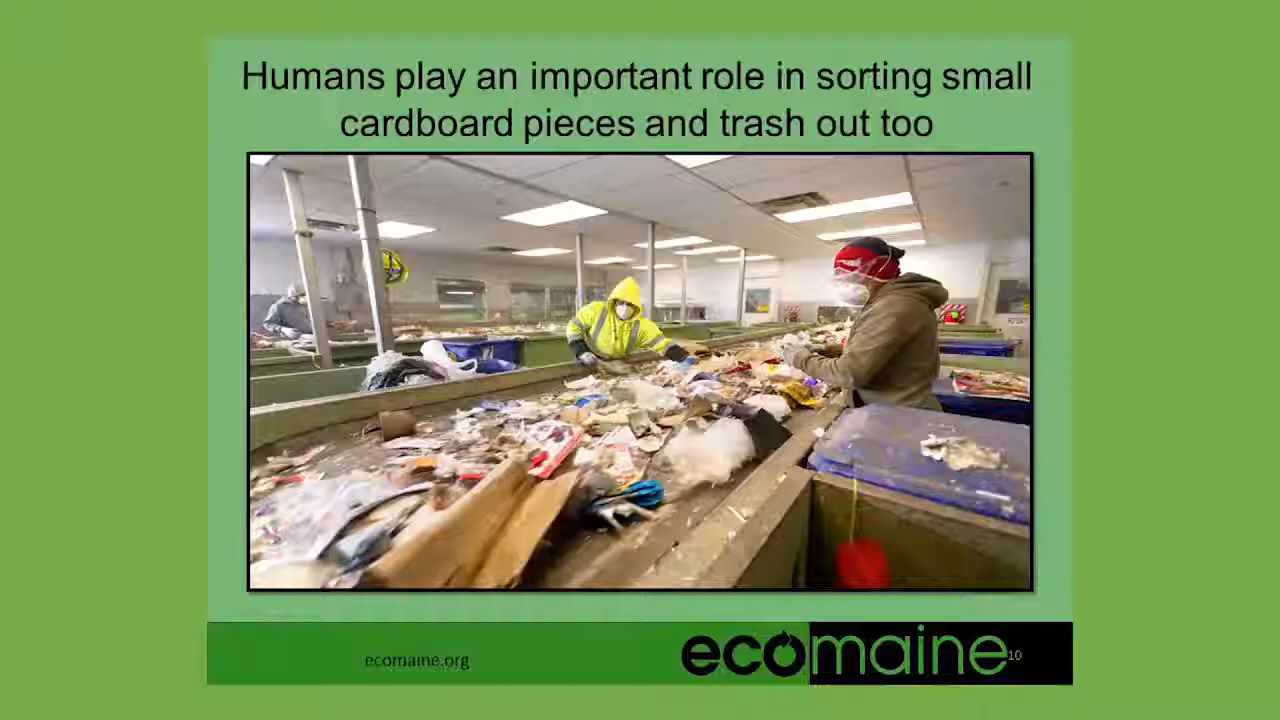 Humans play an important role in sorting small
cardboard pieces and trash out too
ecomaine.org
ecomaine
10